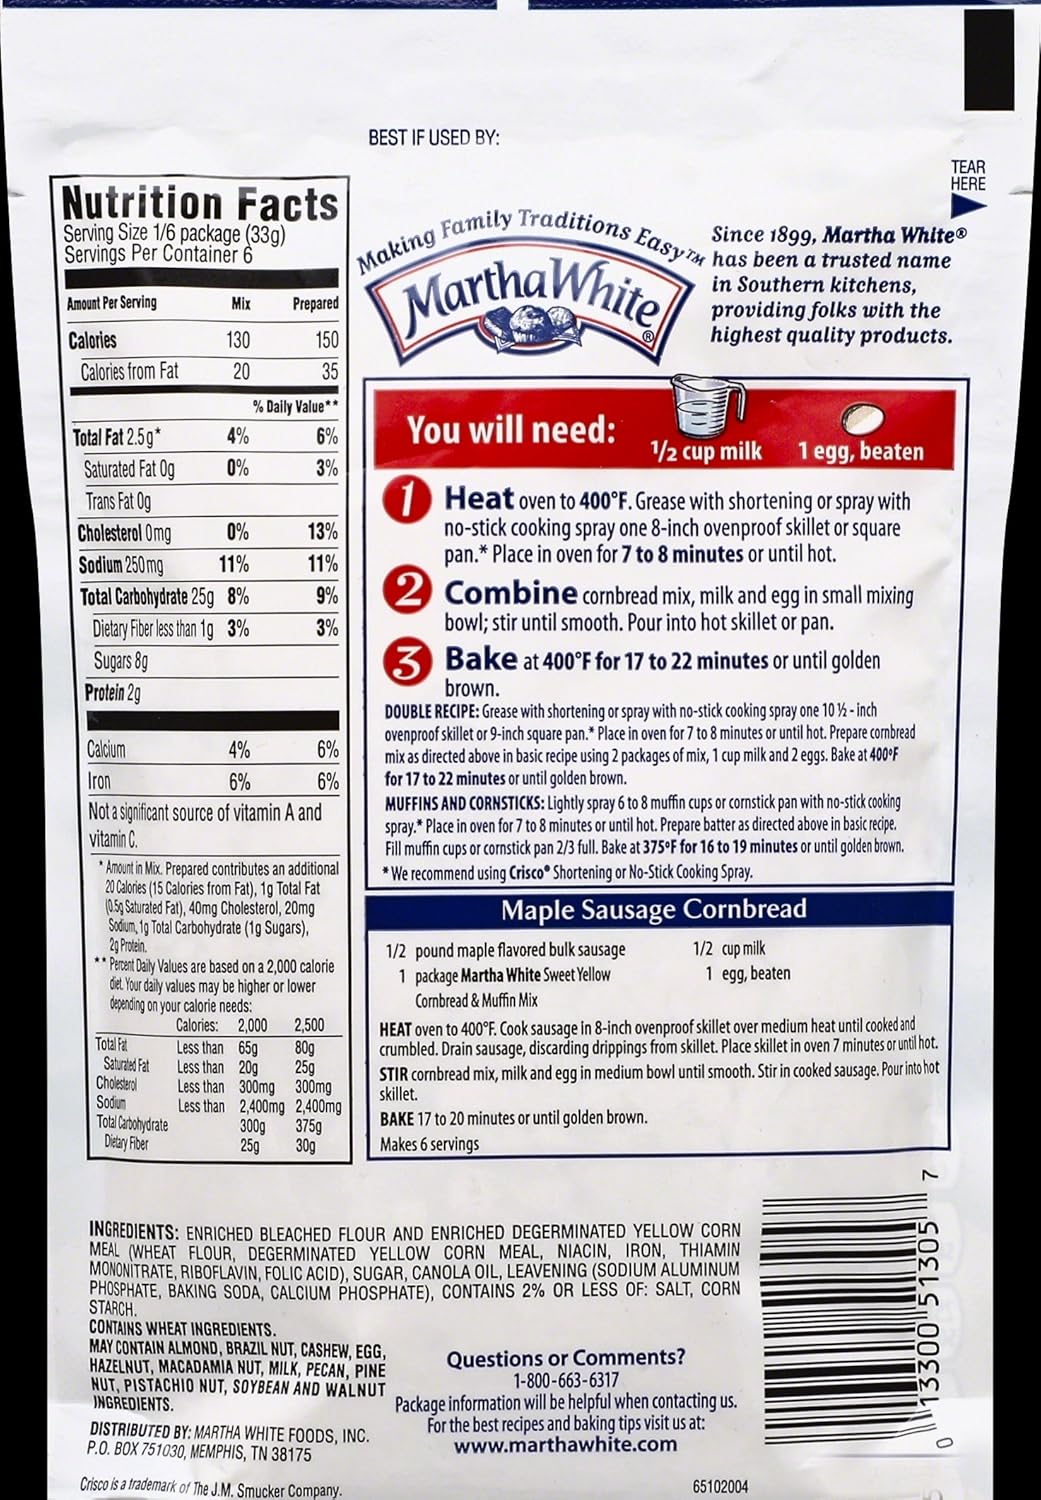 BEST IF USED BY:
TEAR
HERE
Nutrition Facts
Serving Size 1/6 package (33g)
Servings Per Container 6
Amount Per Serving Mix Prepared
Calories 130 150
Calories from Fat 20 35
% Daily Value**
Total Fat 2.5g* 4% 6%
Saturated Fat 0g 0% 3%
Trans Fat 0g
Cholesterol 0mg 0% 13%
Sodium 250mg 11% 11%
Total Carbohydrate 25g 8% 9%
Dietary Fiber less than 1g 3% 3%
Sugars 8g
Protein 2g
Calcium 4% 6%
Iron 6% 6%
Not a significant source of vitamin A and
vitamin C.
* Amount in Mix. Prepared contributes an additional
20 Calories (15 Calories from Fat), 1g Total Fat
(0.5g Saturated Fat), 40mg Cholesterol, 20mg
Sodium, 1g Total Carbohydrate (1g Sugars),
2g Protein.
** Percent Daily Values are based on a 2,000 calorie
diet. Your daily values may be higher or lower
depending on your calorie needs:
Calories: 2,000 2,500
Total Fat Less than 65g 80g
Saturated Fat Less than 20g 25g
Cholesterol Less than 300mg 300mg
Sodium Less than 2,400mg 2,400mg
Total Carbohydrate 300g 375g
Dietary Fiber 25g 30g
Making Family Traditions Easy™
Martha White®
Since 1899, Martha White®
has been a trusted name
in Southern kitchens,
providing folks with the
highest quality products.
You will need:
1/2 cup milk
1 egg, beaten
1 Heat oven to 400°F. Grease with shortening or spray with
no-stick cooking spray one 8-inch ovenproof skillet or square
pan.* Place in oven for 7 to 8 minutes or until hot.
2 Combine cornbread mix, milk and egg in small mixing
bowl; stir until smooth. Pour into hot skillet or pan.
3 Bake at 400°F for 17 to 22 minutes or until golden
brown.
DOUBLE RECIPE: Grease with shortening or spray with no-stick cooking spray one 10 ½ - inch
ovenproof skillet or 9-inch square pan.* Place in oven for 7 to 8 minutes or until hot. Prepare cornbread
mix as directed above in basic recipe using 2 packages of mix, 1 cup milk and 2 eggs. Bake at 400°F
for 17 to 22 minutes or until golden brown.
MUFFINS AND CORNSTICKS: Lightly spray 6 to 8 muffin cups or cornstick pan with no-stick cooking
spray.* Place in oven for 7 to 8 minutes or until hot. Prepare batter as directed above in basic recipe.
Fill muffin cups or cornstick pan 2/3 full. Bake at 375°F for 16 to 19 minutes or until golden brown.
* We recommend using Crisco® Shortening or No-Stick Cooking Spray.
Maple Sausage Cornbread
1/2 pound maple flavored bulk sausage
1 package Martha White Sweet Yellow
Cornbread & Muffin Mix
1/2 cup milk
1 egg, beaten
HEAT oven to 400°F. Cook sausage in 8-inch ovenproof skillet over medium heat until cooked and
crumbled. Drain sausage, discarding drippings from skillet. Place skillet in oven 7 minutes or until hot.
STIR cornbread mix, milk and egg in medium bowl until smooth. Stir in cooked sausage. Pour into hot
skillet.
BAKE 17 to 20 minutes or until golden brown.
Makes 6 servings
INGREDIENTS: ENRICHED BLEACHED FLOUR AND ENRICHED DEGERMINATED YELLOW CORN
MEAL (WHEAT FLOUR, DEGERMINATED YELLOW CORN MEAL, NIACIN, IRON, THIAMIN
MONONITRATE, RIBOFLAVIN, FOLIC ACID), SUGAR, CANOLA OIL, LEAVENING (SODIUM ALUMINUM
PHOSPHATE, BAKING SODA, CALCIUM PHOSPHATE), CONTAINS 2% OR LESS OF: SALT, CORN
STARCH.
CONTAINS WHEAT INGREDIENTS.
MAY CONTAIN ALMOND, BRAZIL NUT, CASHEW, EGG,
HAZELNUT, MACADAMIA NUT, MILK, PECAN, PINE
NUT, PISTACHIO NUT, SOYBEAN AND WALNUT
INGREDIENTS.
DISTRIBUTED BY: MARTHA WHITE FOODS, INC.
P.O. BOX 751030, MEMPHIS, TN 38175
Crisco is a trademark of The J.M. Smucker Company.
Questions or Comments?
1-800-663-6317
Package information will be helpful when contacting us.
For the best recipes and baking tips visit us at:
www.marthawhite.com
65102004
0 13300 51305 7